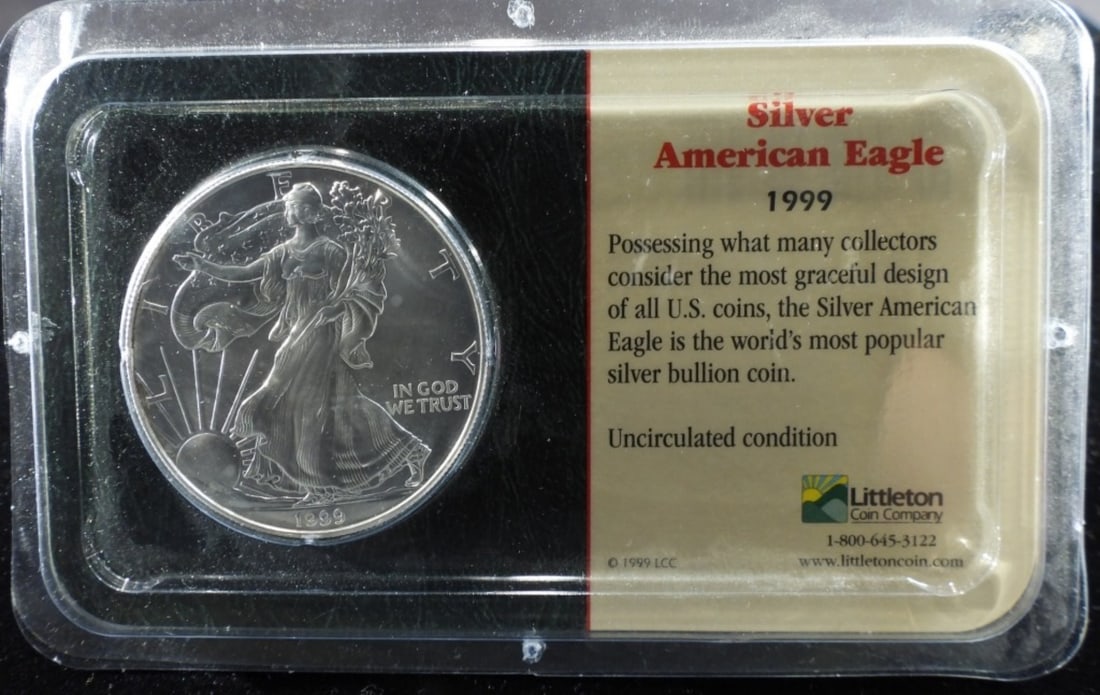 LIBERTY
IN GOD
WE TRUST
1999
Silver
American Eagle
1999
Possessing what many collectors
consider the most graceful design
of all U.S. coins, the Silver American
Eagle is the world's most popular
silver bullion coin.
Uncirculated condition
Littleton
Coin Company
1-800-645-3122
© 1999 LCC
www.littletoncoin.com